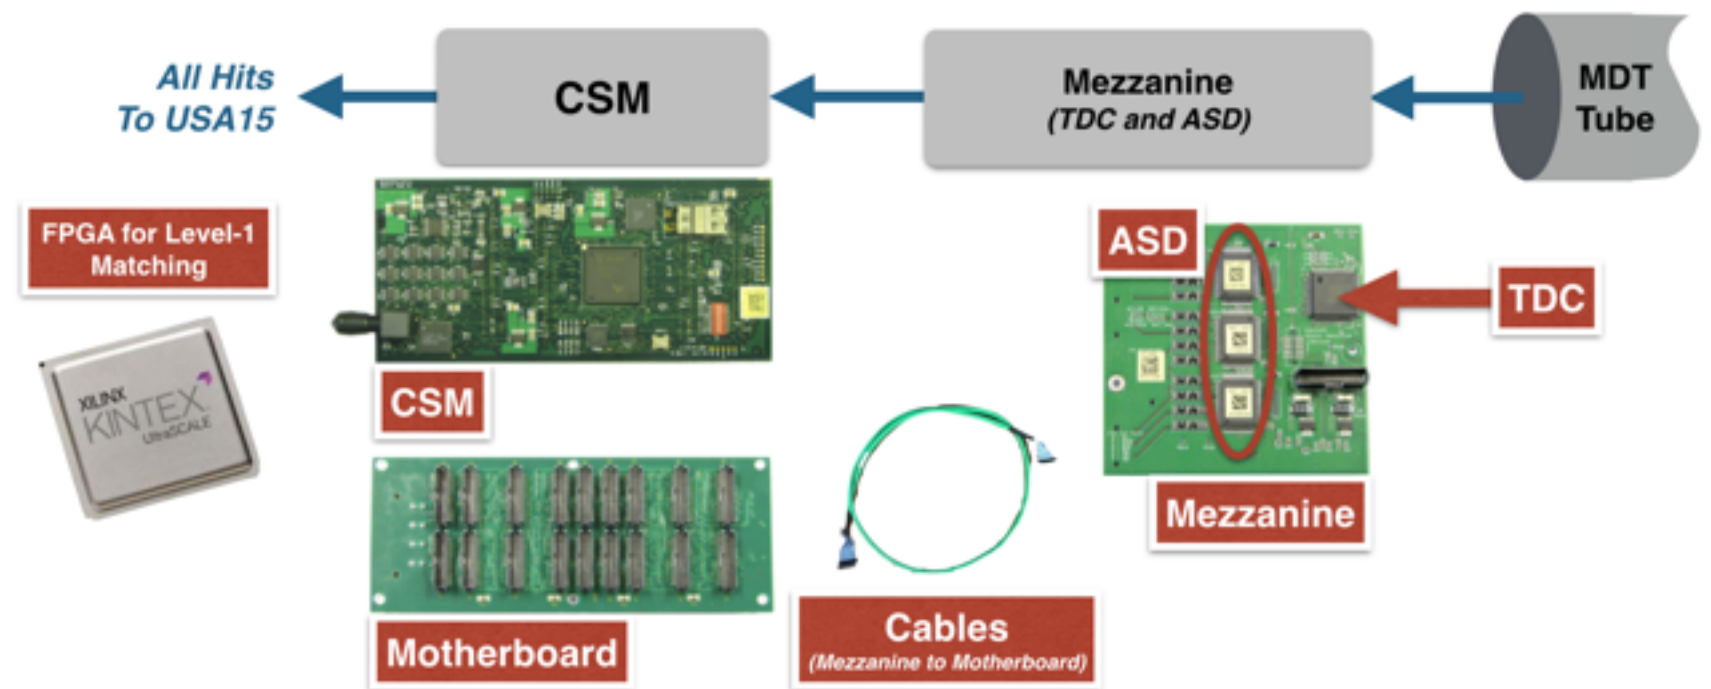 All Hits
To USA15
CSM
Mezzanine
(TDC and ASD)
MDT
Tube
FPGA for Level-1
Matching
ASD
TDC
XILINX
KINTEX
UltraSCALE
CSM
Mezzanine
Motherboard
Cables
(Mezzanine to Motherboard)